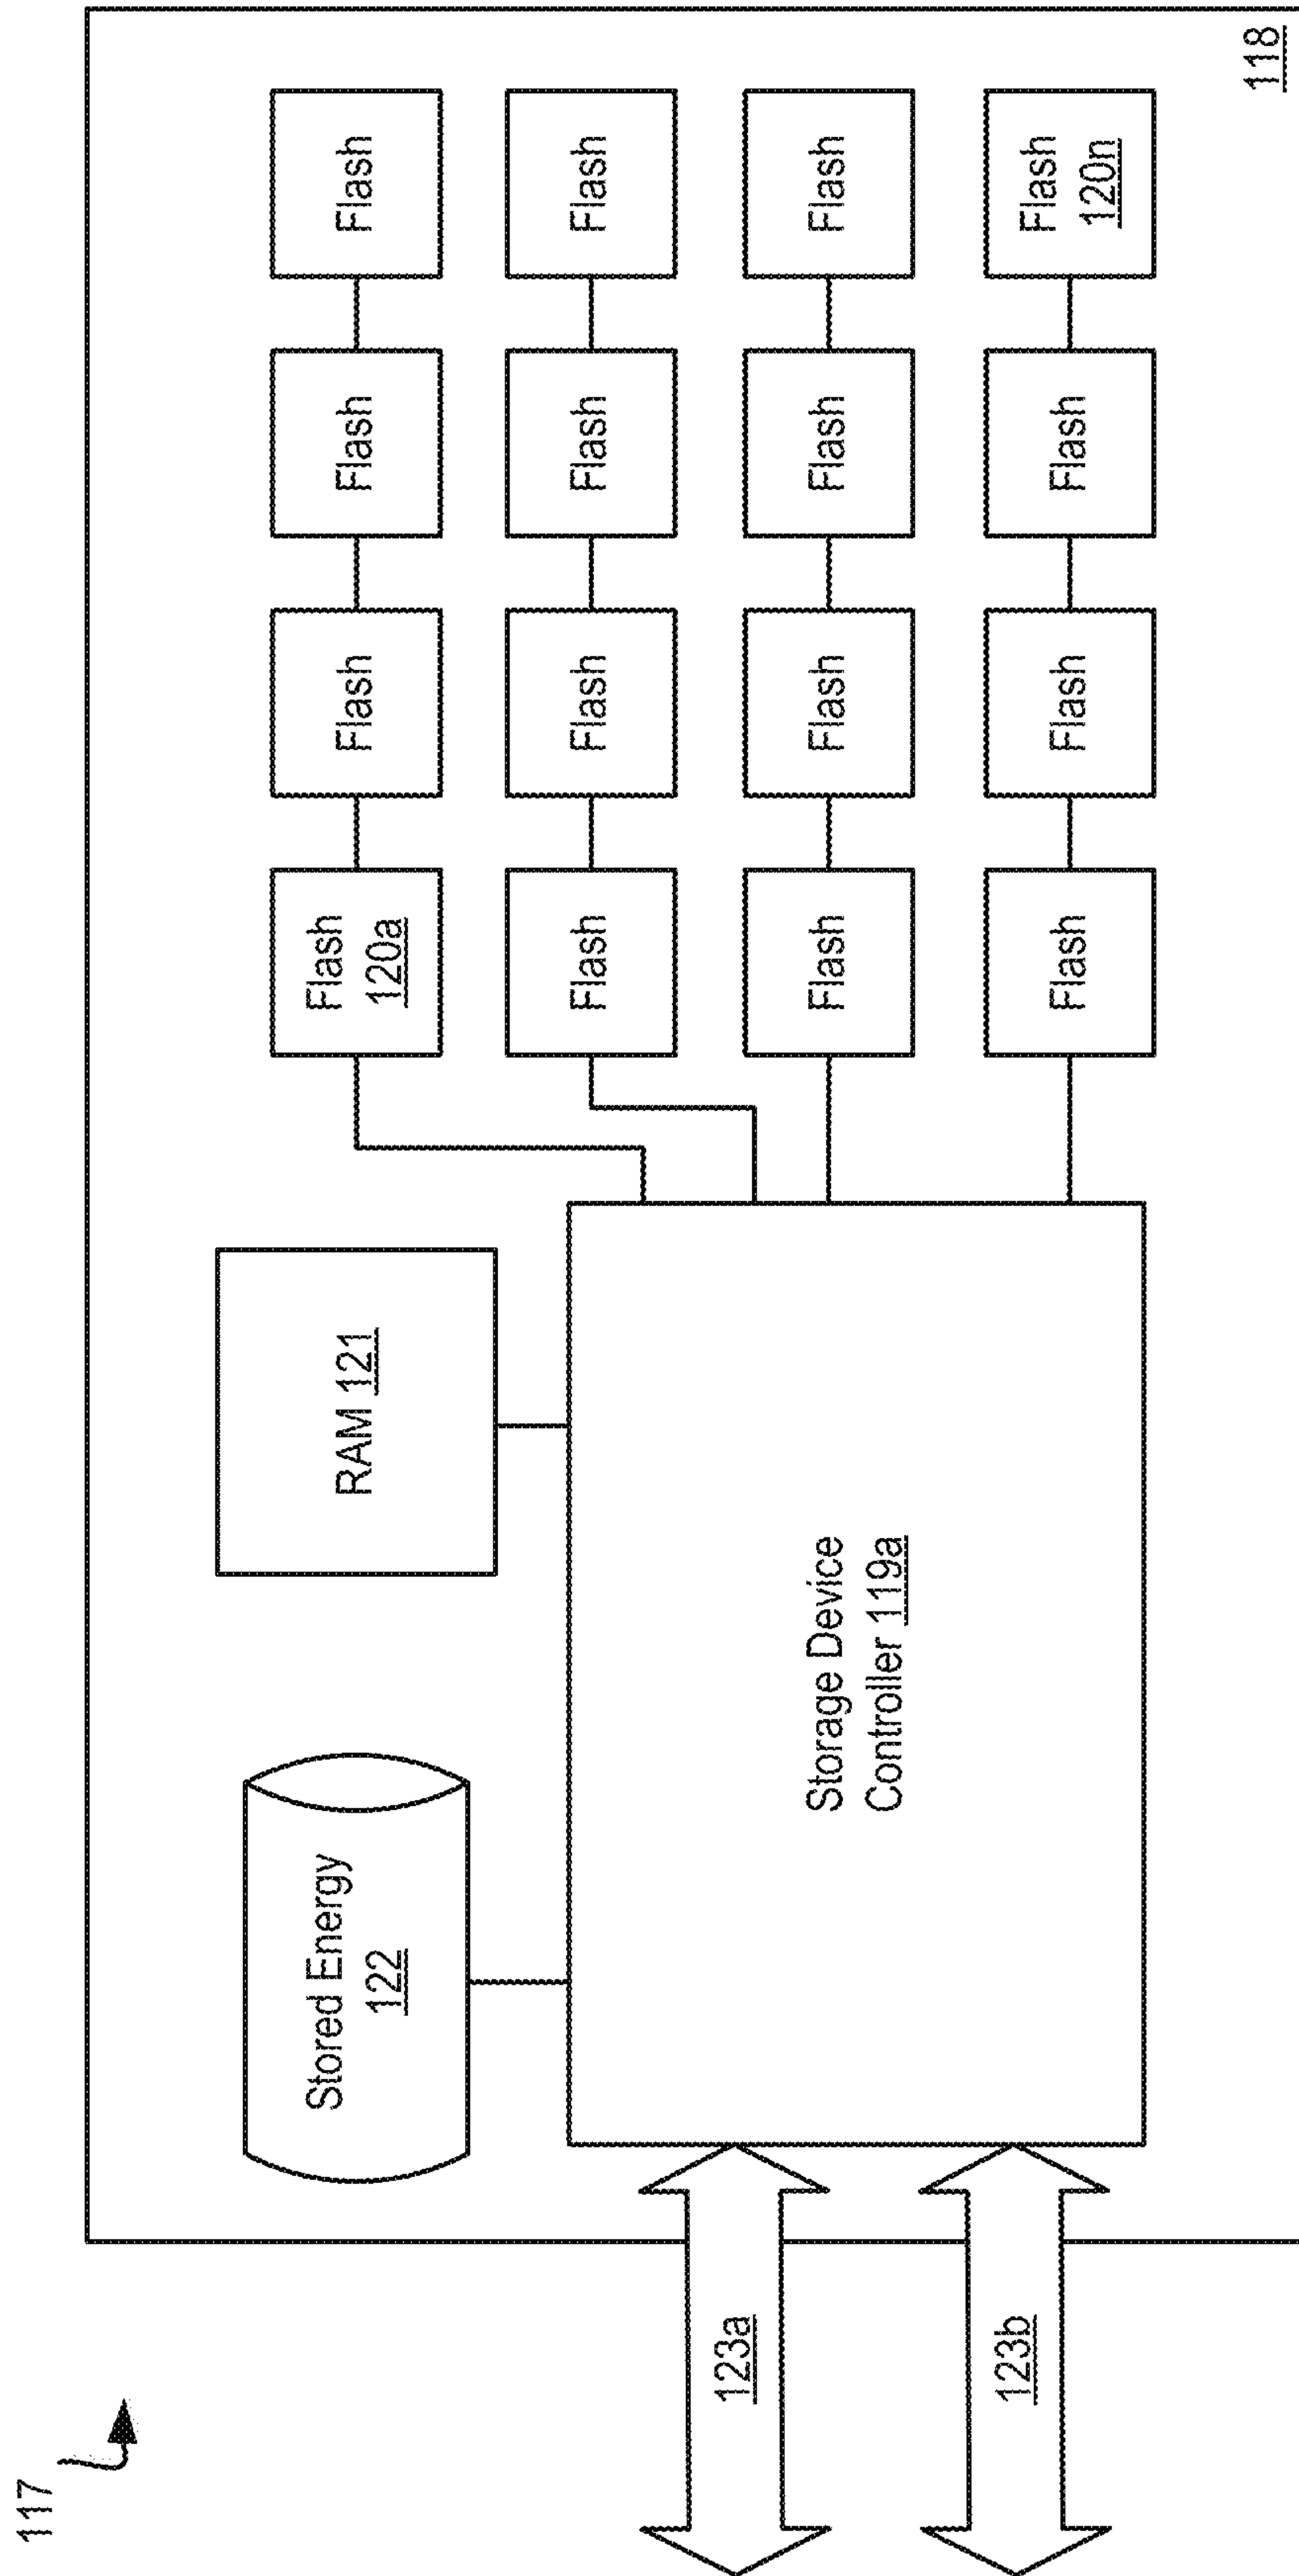 117
Stored Energy
122
RAM 121
Flash
120a
Flash
Flash
Flash
Flash
Flash
Flash
Flash
Storage Device
Controller 119a
Flash
Flash
Flash
Flash
Flash
Flash
Flash
Flash
120n
123a
123b
118